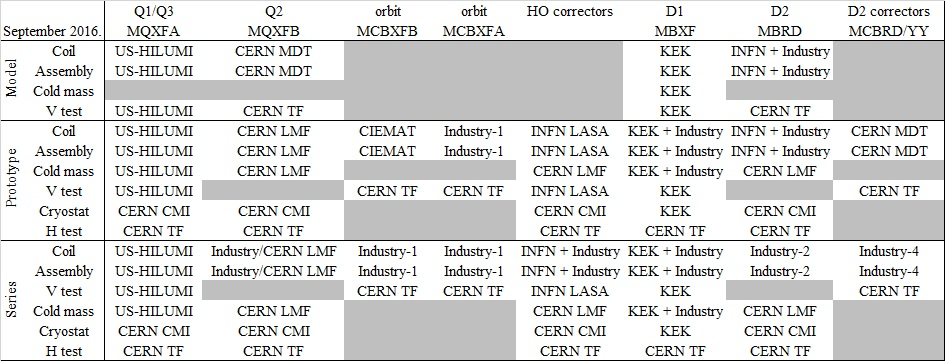 Q1/Q3 Q2 orbit orbit HO correctors D1 D2 D2 correctors
September 2016. MQXFA MQXFB MCBXFB MCBXFA MBXF MBRD MCBRD/YY
Model
Coil US-HILUMI CERN MDT KEK INFN + Industry
Assembly US-HILUMI CERN MDT KEK INFN + Industry
Cold mass KEK
V test US-HILUMI CERN TF KEK CERN TF
Prototype
Coil US-HILUMI CERN LMF CIEMAT Industry-1 INFN LASA KEK + Industry INFN + Industry CERN MDT
Assembly US-HILUMI CERN LMF CIEMAT Industry-1 INFN LASA KEK + Industry INFN + Industry CERN MDT
Cold mass US-HILUMI CERN LMF CERN LMF KEK + Industry CERN LMF
V test US-HILUMI CERN TF CERN TF INFN LASA KEK CERN TF
Cryostat CERN CMI CERN CMI CERN CMI KEK CERN CMI
H test CERN TF CERN TF CERN TF CERN TF CERN TF
Series
Coil US-HILUMI Industry/CERN LMF Industry-1 Industry-1 INFN + Industry KEK + Industry Industry-2 Industry-4
Assembly US-HILUMI Industry/CERN LMF Industry-1 Industry-1 INFN + Industry KEK + Industry Industry-2 Industry-4
V test US-HILUMI CERN TF CERN TF INFN LASA KEK CERN TF
Cold mass US-HILUMI CERN LMF CERN LMF KEK + Industry CERN LMF
Cryostat CERN CMI CERN CMI CERN CMI KEK CERN CMI
H test CERN TF CERN TF CERN TF CERN TF CERN TF